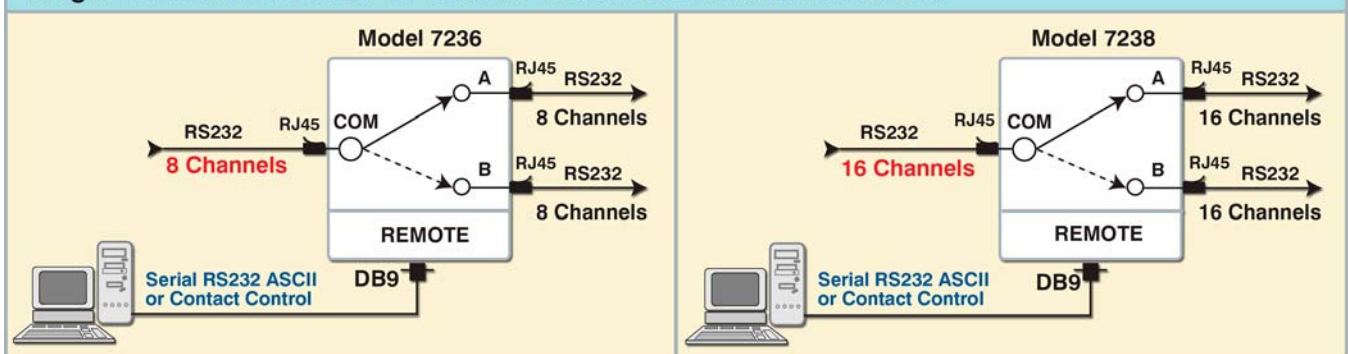 Model 7236
A
RJ45
RS232
8 Channels
RS232
RJ45
COM
8 Channels
B
RJ45
RS232
8 Channels
REMOTE
DB9
Serial RS232 ASCII
or Contact Control
Model 7238
A
RJ45
RS232
16 Channels
RS232
RJ45
COM
16 Channels
B
RJ45
RS232
16 Channels
REMOTE
DB9
Serial RS232 ASCII
or Contact Control